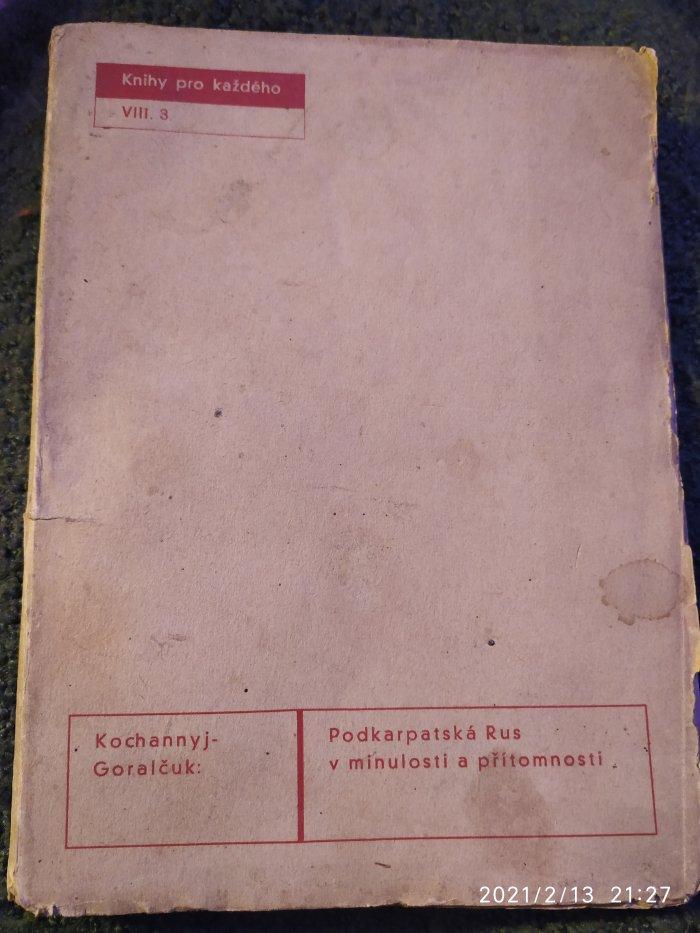 Knihy pro každého
VIII. 3
Kochannyj-
Goralčuk:
Podkarpatská Rus
v minulosti a přítomnosti
2021/2/13 21:27